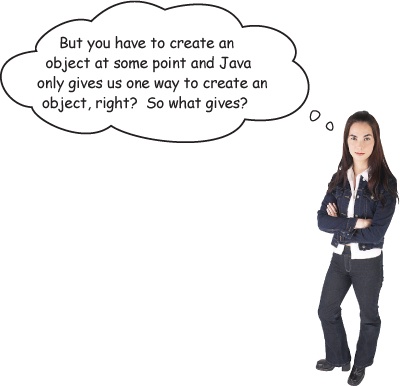 But you have to create an
object at some point and Java
only gives us one way to create an
object, right? So what gives?